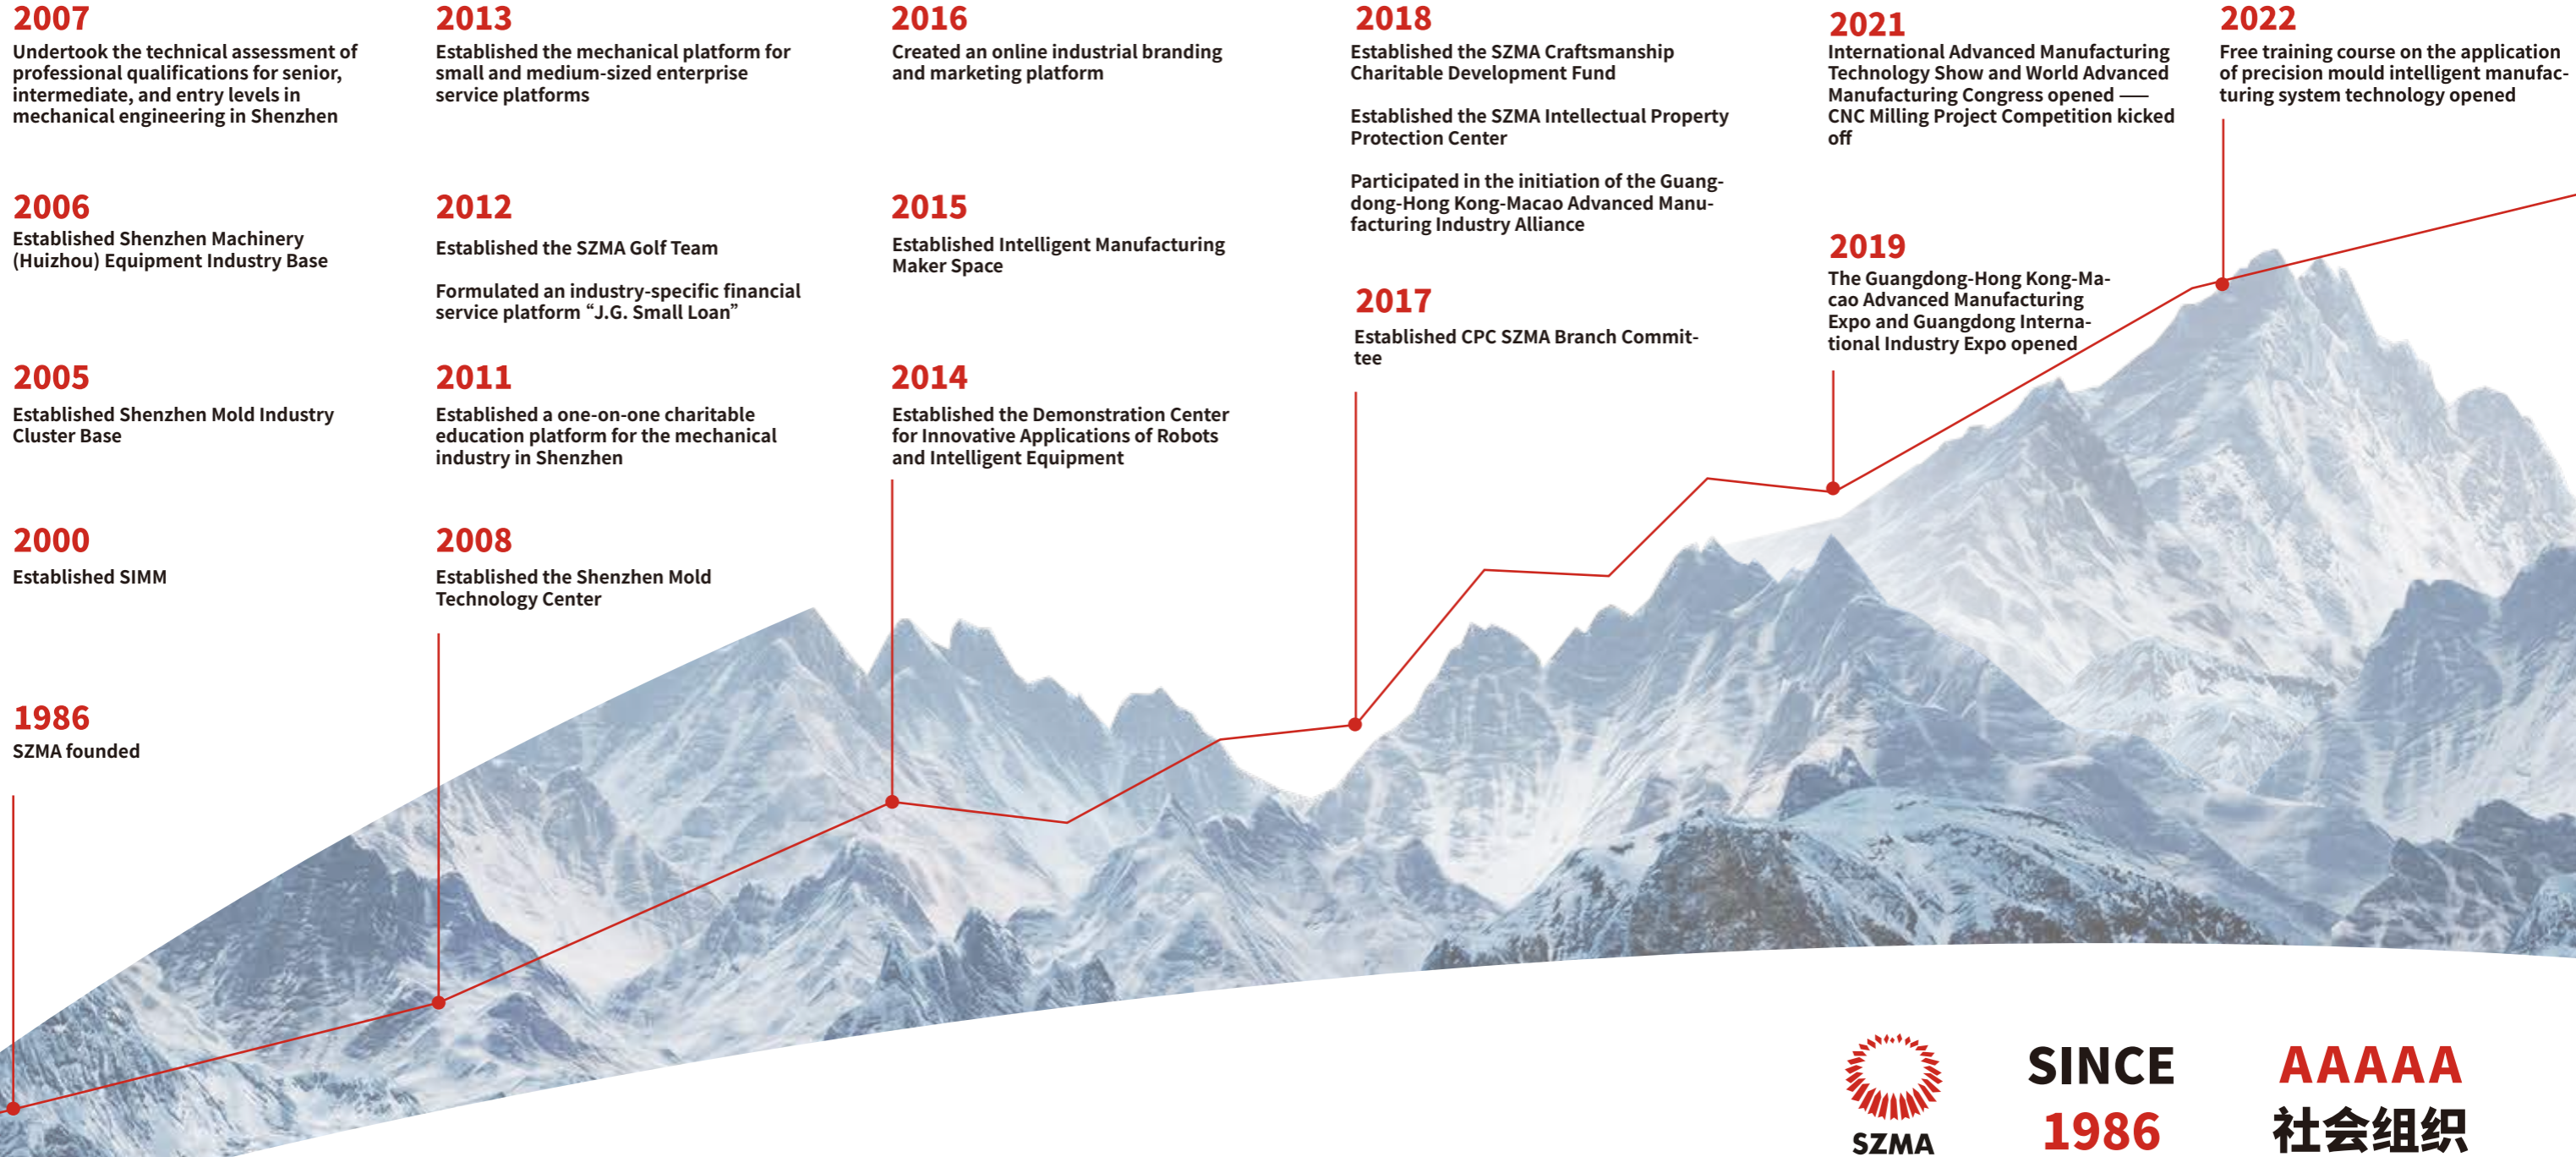 2007
Undertook the technical assessment of
professional qualifications for senior,
intermediate, and entry levels in
mechanical engineering in Shenzhen
2006
Established Shenzhen Machinery
(Huizhou) Equipment Industry Base
2005
Established Shenzhen Mold Industry
Cluster Base
2000
Established SIMM
1986
SZMA founded
2013
Established the mechanical platform for
small and medium-sized enterprise
service platforms
2012
Established the SZMA Golf Team
Formulated an industry-specific financial
service platform “J.G. Small Loan”
2011
Established a one-on-one charitable
education platform for the mechanical
industry in Shenzhen
2008
Established the Shenzhen Mold
Technology Center
2016
Created an online industrial branding
and marketing platform
2015
Established Intelligent Manufacturing
Maker Space
2014
Established the Demonstration Center
for Innovative Applications of Robots
and Intelligent Equipment
2018
Established the SZMA Craftsmanship
Charitable Development Fund
Established the SZMA Intellectual Property
Protection Center
Participated in the initiation of the Guang-
dong-Hong Kong-Macao Advanced Manu-
facturing Industry Alliance
2017
Established CPC SZMA Branch Commit-
tee
2021
International Advanced Manufacturing
Technology Show and World Advanced
Manufacturing Congress opened ——
CNC Milling Project Competition kicked
off
2019
The Guangdong-Hong Kong-Ma-
cao Advanced Manufacturing
Expo and Guangdong Interna-
tional Industry Expo opened
2022
Free training course on the application
of precision mould intelligent manufac-
turing system technology opened
SZMA
SINCE
1986
AAAAA
社会组织